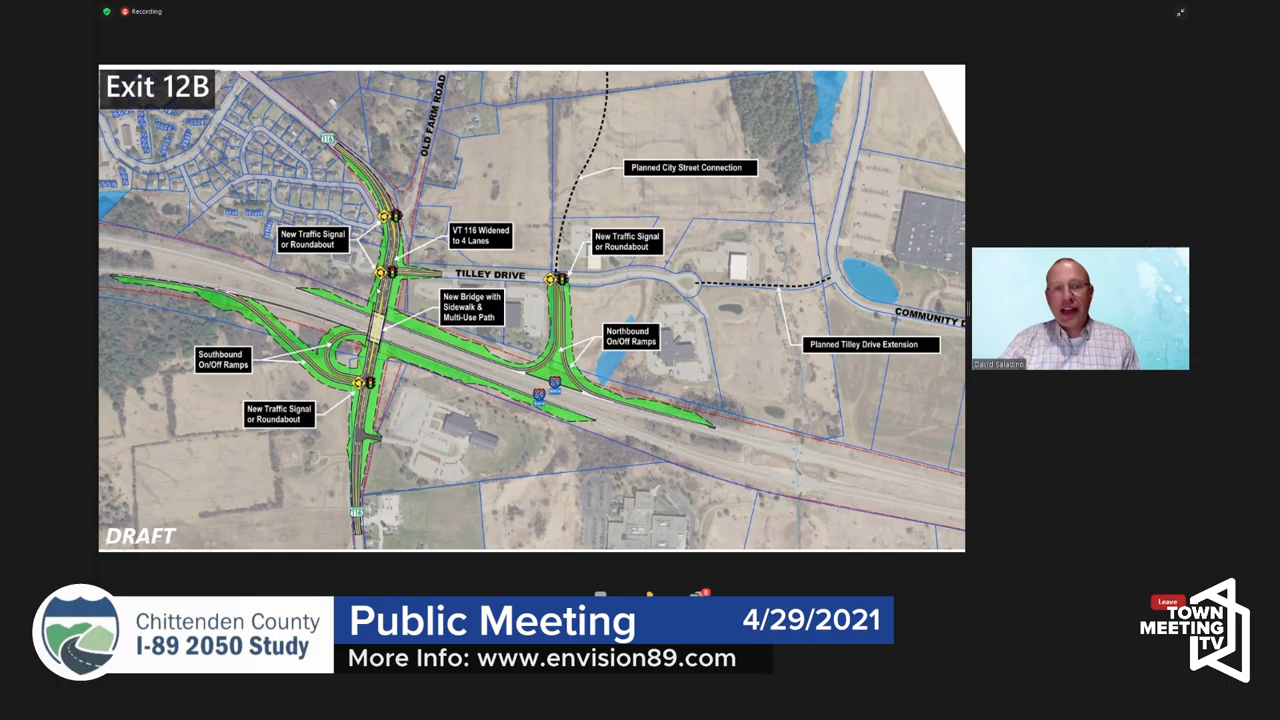 Recording
Exit 12B
116
OLD FARM ROAD
Planned City Street Connection
New Traffic Signal
or Roundabout
VT 116 Widened
to 4 Lanes
New Traffic Signal
or Roundabout
TILLEY DRIVE
New Bridge with
Sidewalk &
Multi-Use Path
COMMUNITY D
Northbound
On/Off Ramps
Planned Tilley Drive Extension
Southbound
On/Off Ramps
89
89
New Traffic Signal
or Roundabout
116
DRAFT
David Saladino
8
Leave
Chittenden County
I-89 2050 Study
Public Meeting
4/29/2021
More Info: www.envision89.com
TOWN
MEETING
TV